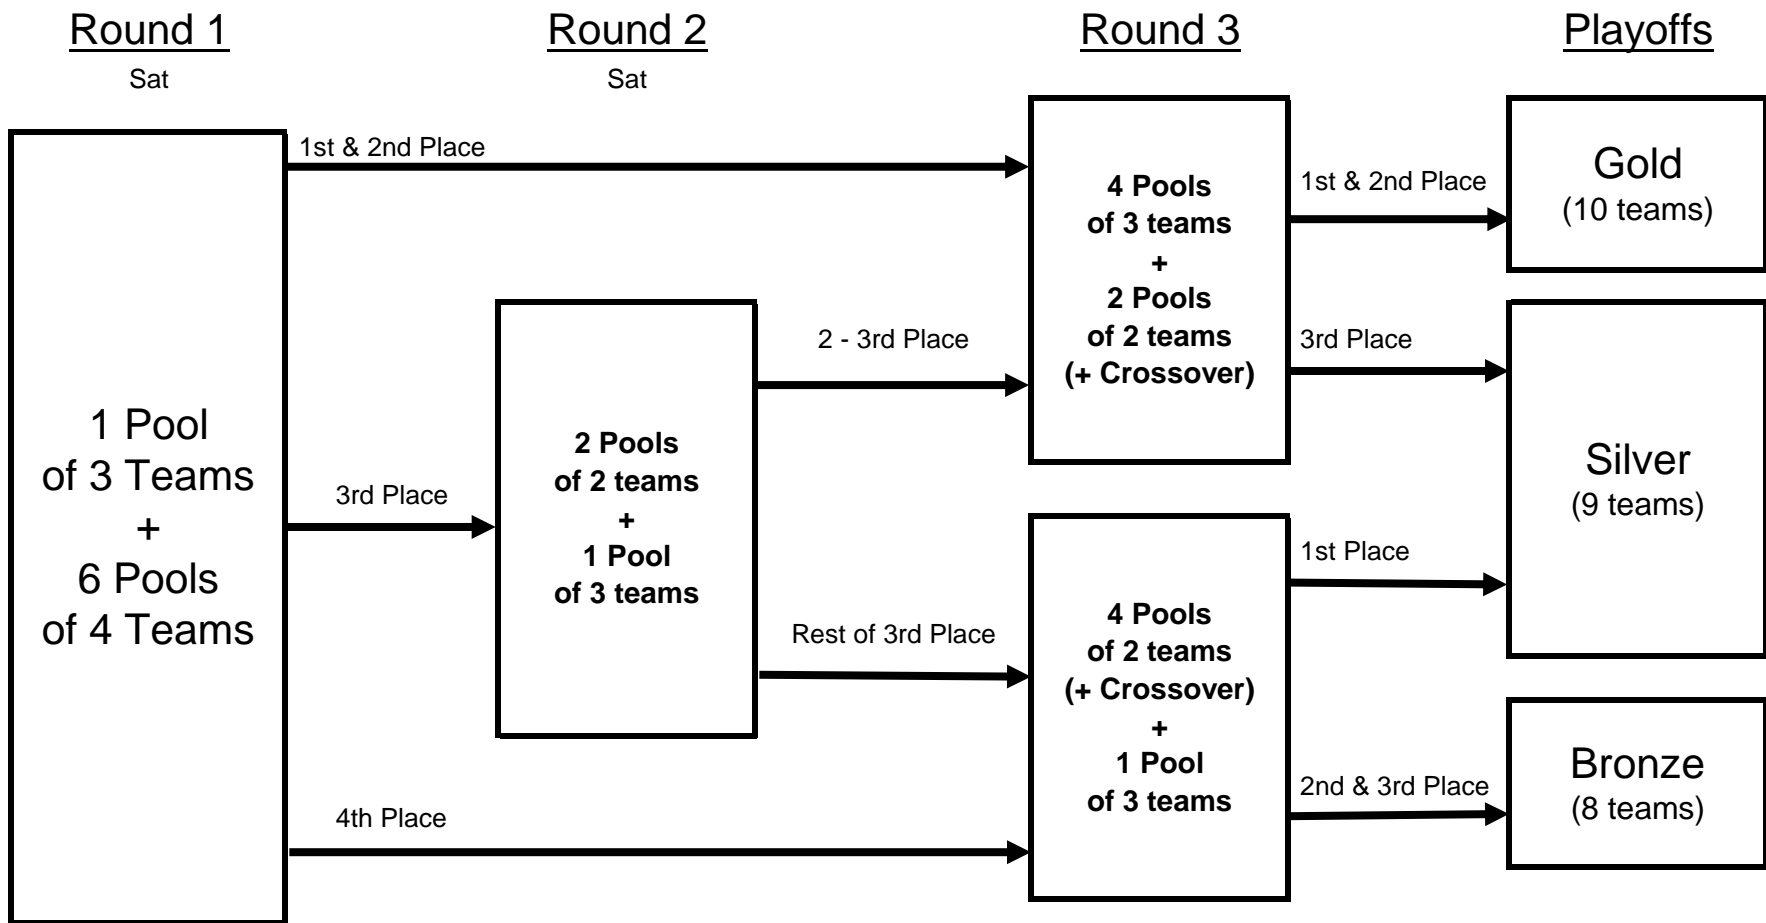 Round 1
Sat
Round 2
Sat
Round 3
Playoffs
1 Pool
of 3 Teams
+
6 Pools
of 4 Teams
1st & 2nd Place
3rd Place
4th Place
2 Pools
of 2 teams
+
1 Pool
of 3 teams
2 - 3rd Place
Rest of 3rd Place
4 Pools
of 3 teams
+
2 Pools
of 2 teams
(+ Crossover)
4 Pools
of 2 teams
(+ Crossover)
+
1 Pool
of 3 teams
1st & 2nd Place
3rd Place
1st Place
2nd & 3rd Place
Gold
(10 teams)
Silver
(9 teams)
Bronze
(8 teams)